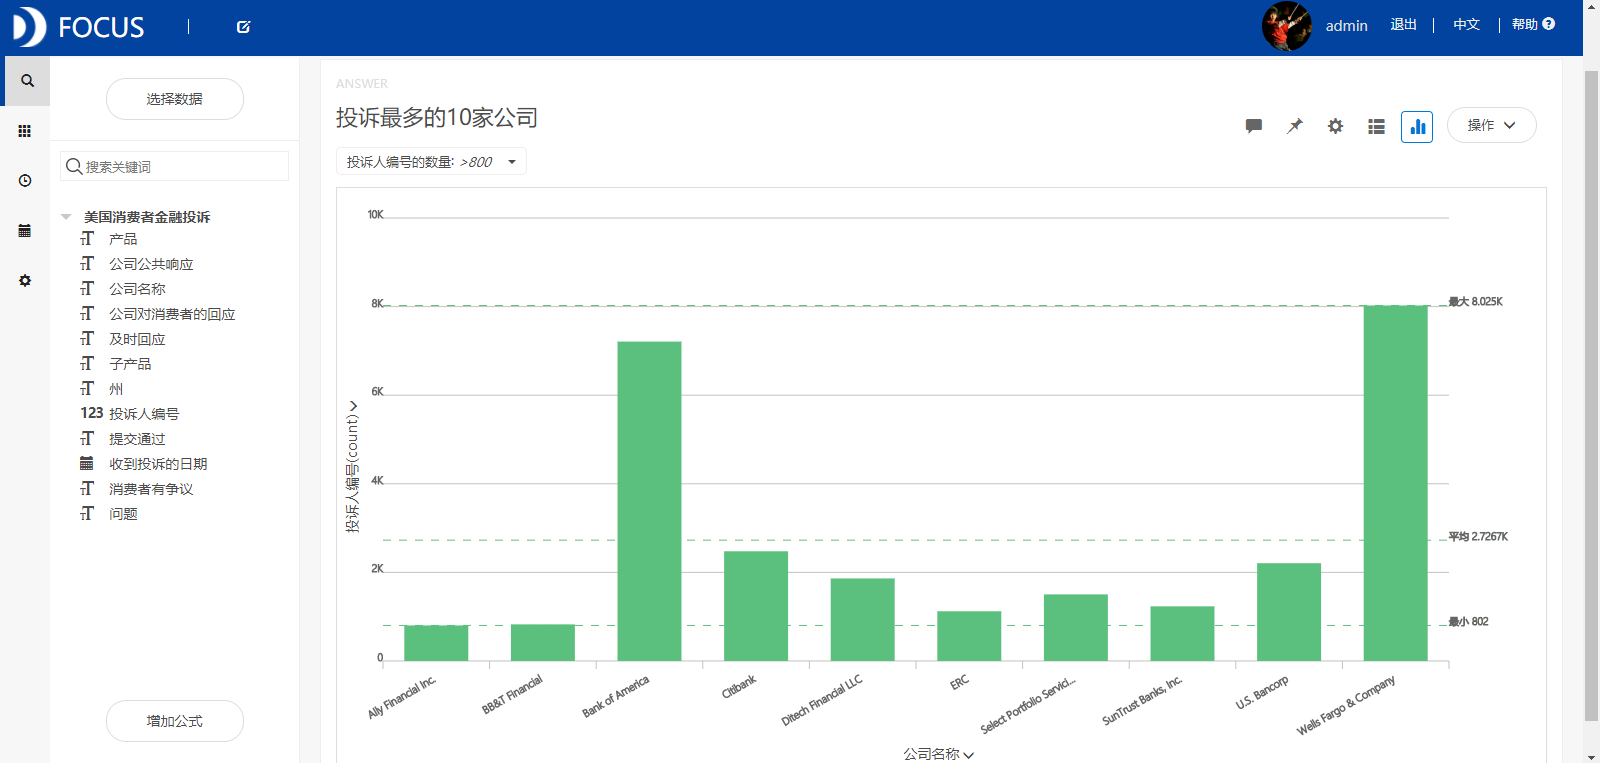 FOCUS
admin
退出
中文
帮助
选择数据
搜索关键词
美国消费者金融投诉
产品
公司公共响应
公司名称
公司对消费者的回应
及时回应
子产品
州
123 投诉人编号
提交通过
收到投诉的日期
消费者有争议
问题
增加公式
ANSWER
投诉最多的10家公司
操作
投诉人编号的数量: >800
10K
8K
6K
4K
2K
0
投诉人编号(count)
最大 8.025K
平均 2.7267K
最小 802
Ally Financial Inc.
BB&T Financial
Bank of America
Citibank
Ditech Financial LLC
ERC
Select Portfolio Servici...
SunTrust Banks, Inc.
U.S. Bancorp
Wells Fargo & Company
公司名称